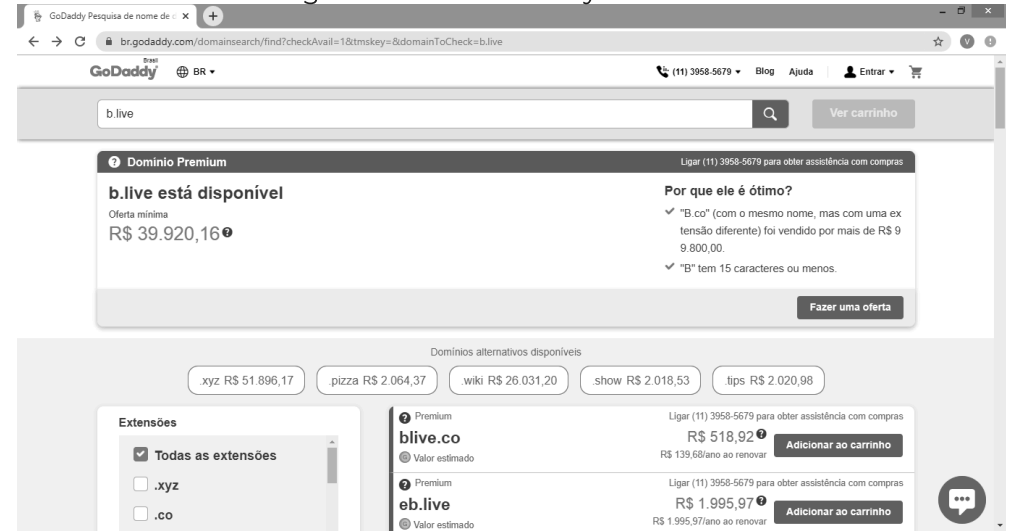 GoDaddy Pesquisa de nome de
br.godaddy.com/domainsearch/find?checkAvail=1&tmskey=&domainToCheck=b.live
V
Brasil
GoDaddy BR (11) 3958-5679 Blog Ajuda Entrar
b.live Ver carrinho
Dominio Premium Ligar (11) 3958-5679 para obter assistência com compras
b.live está disponível
Oferta mínima
R$ 39.920,16
Por que ele é ótimo?
"B.co" (com o mesmo nome, mas com uma ex
tensão diferente) foi vendido por mais de R$ 9
9.800,00.
"B" tem 15 caracteres ou menos.
Fazer uma oferta
Domínios alternativos disponíveis
.xyz R$ 51.896,17 .pizza R$ 2.064,37 .wiki R$ 26.031,20 .show R$ 2.018,53 .tips R$ 2.020,98
Extensões
Todas as extensões
.xyz
.co
Premium Ligar (11) 3958-5679 para obter assistência com compras
blive.co R$ 518,92 Adicionar ao carrinho
Valor estimado R$ 139,68/ano ao renovar
Premium Ligar (11) 3958-5679 para obter assistência com compras
eb.live R$ 1.995,97 Adicionar ao carrinho
Valor estimado R$ 1.995,97/ano ao renovar